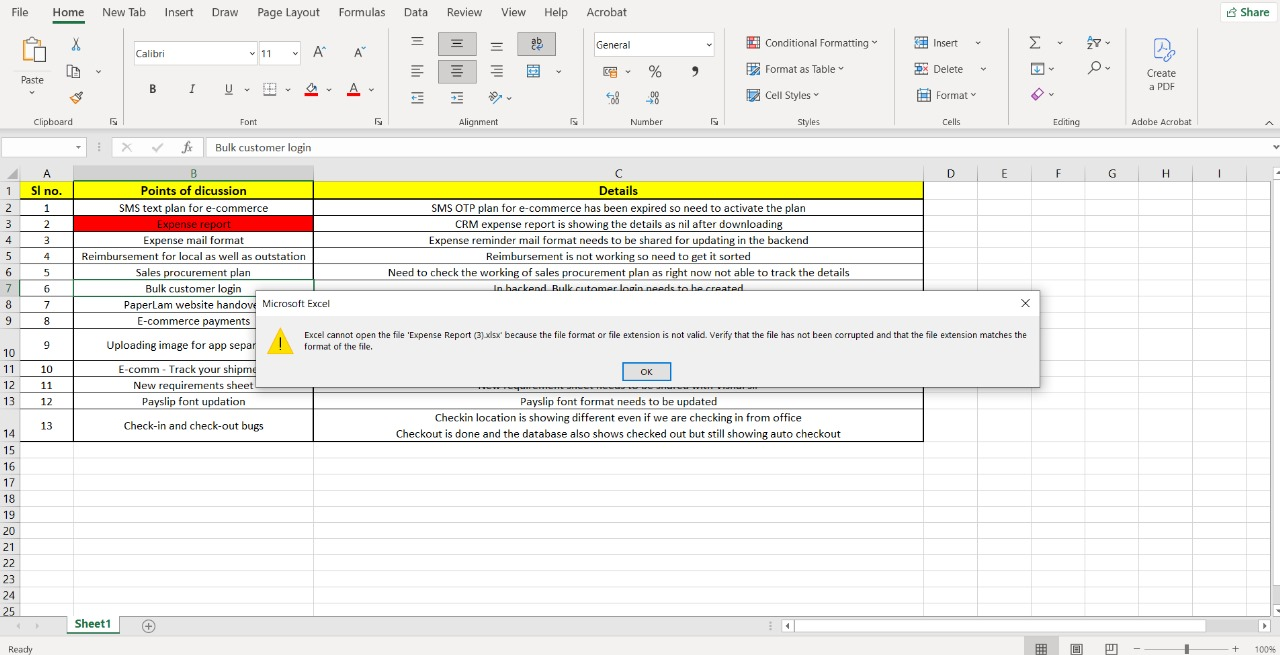 File Home New Tab Insert Draw Page Layout Formulas Data Review View Help Acrobat Share
Calibri 11 General Conditional Formatting Insert
Paste Format as Table Delete Create
B I U A % Cell Styles Format a PDF
Clipboard Font Alignment Number Styles Cells Editing Adobe Acrobat
fx Bulk customer login
A B C D E F G H I
1 Sl no. Points of dicussion Details
2 1 SMS text plan for e-commerce SMS OTP plan for e-commerce has been expired so need to activate the plan
3 2 Expense report CRM expense report is showing the details as nil after downloading
4 3 Expense mail format Expense reminder mail format needs to be shared for updating in the backend
5 4 Reimbursement for local as well as outstation Reimbursement is not working so need to get it sorted
6 5 Sales procurement plan Need to check the working of sales procurement plan as right now not able to track the details
7 6 Bulk customer login In backend Bulk cutomer login needs to be created
8 7 PaperLam website handove
9 8 E-commerce payments
10 9 Uploading image for app separ
11 10 E-comm - Track your shipme
12 11 New requirements sheet
13 12 Payslip font updation Payslip font format needs to be updated
14 13 Check-in and check-out bugs Checkin location is showing different even if we are checking in from office
Checkout is done and the database also shows checked out but still showing auto checkout
Microsoft Excel
Excel cannot open the file 'Expense Report (3).xlsx' because the file format or file extension is not valid. Verify that the file has not been corrupted and that the file extension matches the
format of the file.
OK
15
16
17
18
19
20
21
22
23
24
25
Sheet1
Ready 100%